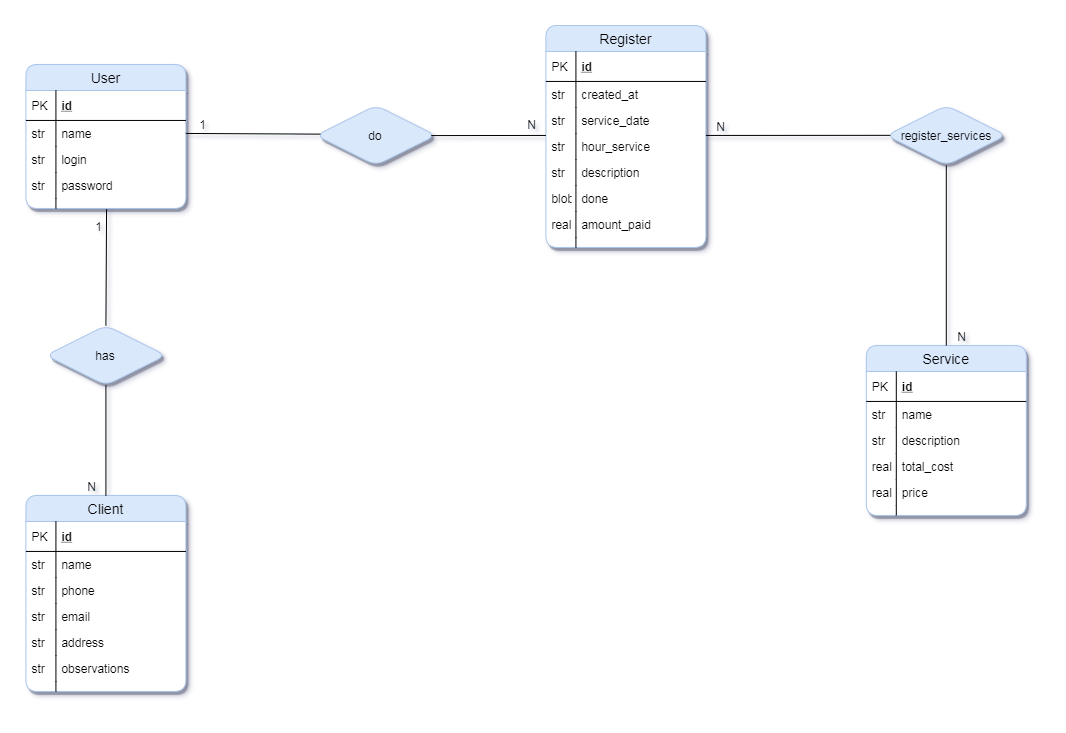 User
PK id
str name
str login
str password
1
do
N
Register
PK id
str created_at
str service_date
str hour_service
str description
blot done
real amount_paid
N
register_services
N
Service
PK id
str name
str description
real total_cost
real price
1
has
N
Client
PK id
str name
str phone
str email
str address
str observations